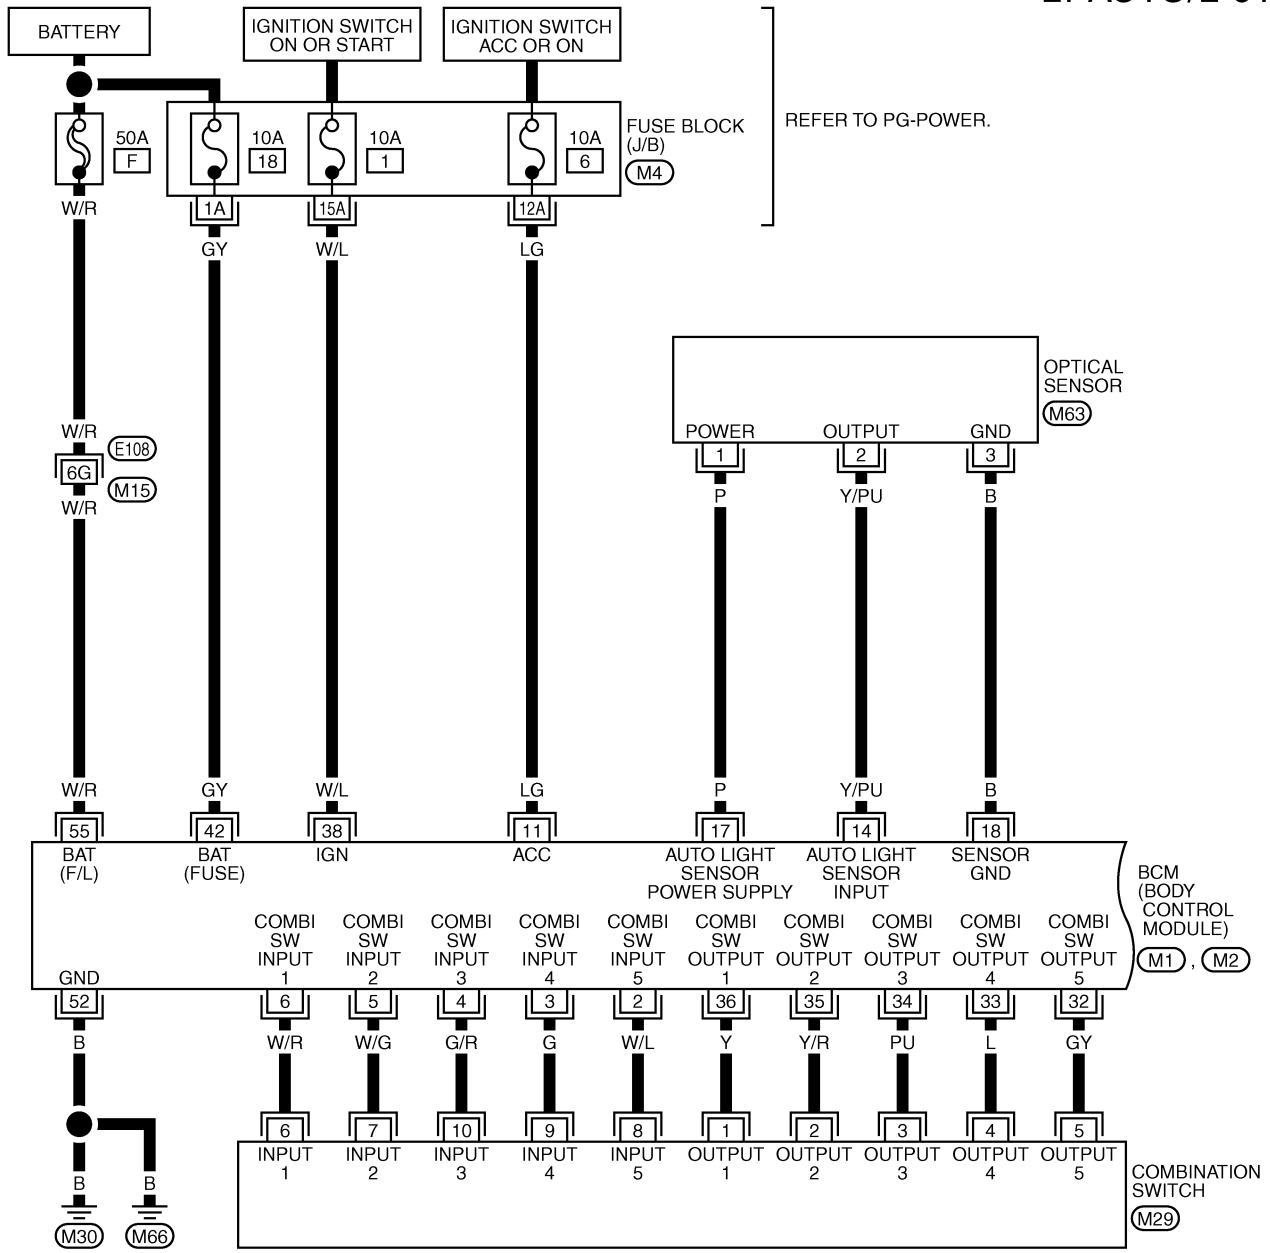 BATTERY
IGNITION SWITCH
ON OR START
IGNITION SWITCH
ACC OR ON
50A
F
10A
18
10A
1
10A
6
FUSE BLOCK
(J/B)
M4
REFER TO PG-POWER.
W/R
1A
15A
12A
GY
W/L
LG
OPTICAL
SENSOR
M63
POWER
OUTPUT
GND
1
2
3
W/R
E108
6G
M15
W/R
P
Y/PU
B
W/R
GY
W/L
LG
P
Y/PU
B
55
42
38
11
17
14
18
BAT
(F/L)
BAT
(FUSE)
IGN
ACC
AUTO LIGHT
SENSOR
POWER SUPPLY
AUTO LIGHT
SENSOR
INPUT
SENSOR
GND
BCM
(BODY
CONTROL
MODULE)
M1 , M2
GND
COMBI
SW
INPUT
1
COMBI
SW
INPUT
2
COMBI
SW
INPUT
3
COMBI
SW
INPUT
4
COMBI
SW
INPUT
5
COMBI
SW
OUTPUT
1
COMBI
SW
OUTPUT
2
COMBI
SW
OUTPUT
3
COMBI
SW
OUTPUT
4
COMBI
SW
OUTPUT
5
52
6
5
4
3
2
36
35
34
33
32
B
W/R
W/G
G/R
G
W/L
Y
Y/R
PU
L
GY
6
7
10
9
8
1
2
3
4
5
INPUT
1
INPUT
2
INPUT
3
INPUT
4
INPUT
5
OUTPUT
1
OUTPUT
2
OUTPUT
3
OUTPUT
4
OUTPUT
5
COMBINATION
SWITCH
M29
B
B
M30
M66